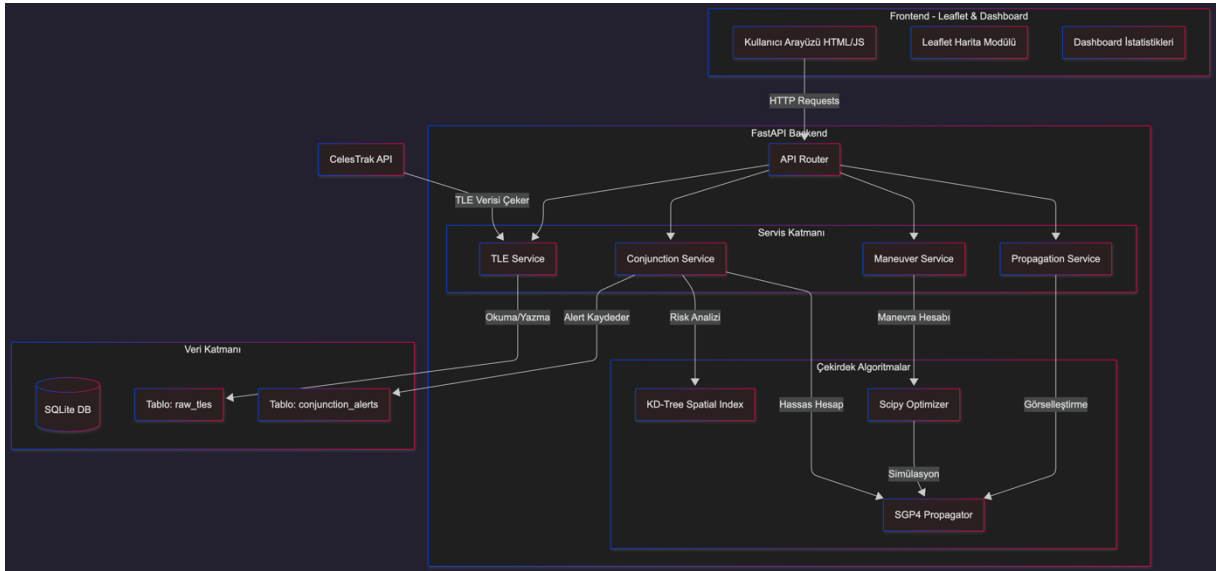 Frontend - Leaflet & Dashboard
Kullanıcı Arayüzü HTML/JS
Leaflet Harita Modülü
Dashboard İstatistikleri
HTTP Requests
FastAPI Backend
CelesTrak API
API Router
TLE Verisi Çeker
Servis Katmanı
TLE Service
Conjunction Service
Maneuver Service
Propagation Service
Okuma/Yazma
Alert Kaydeder
Risk Analizi
Manevra Hesabı
Veri Katmanı
SQLite DB
Tablo: raw_tles
Tablo: conjunction_alerts
Çekirdek Algoritmalar
KD-Tree Spatial Index
Hassas Hesap
Scipy Optimizer
Görselleştirme
Simülasyon
SGP4 Propagator